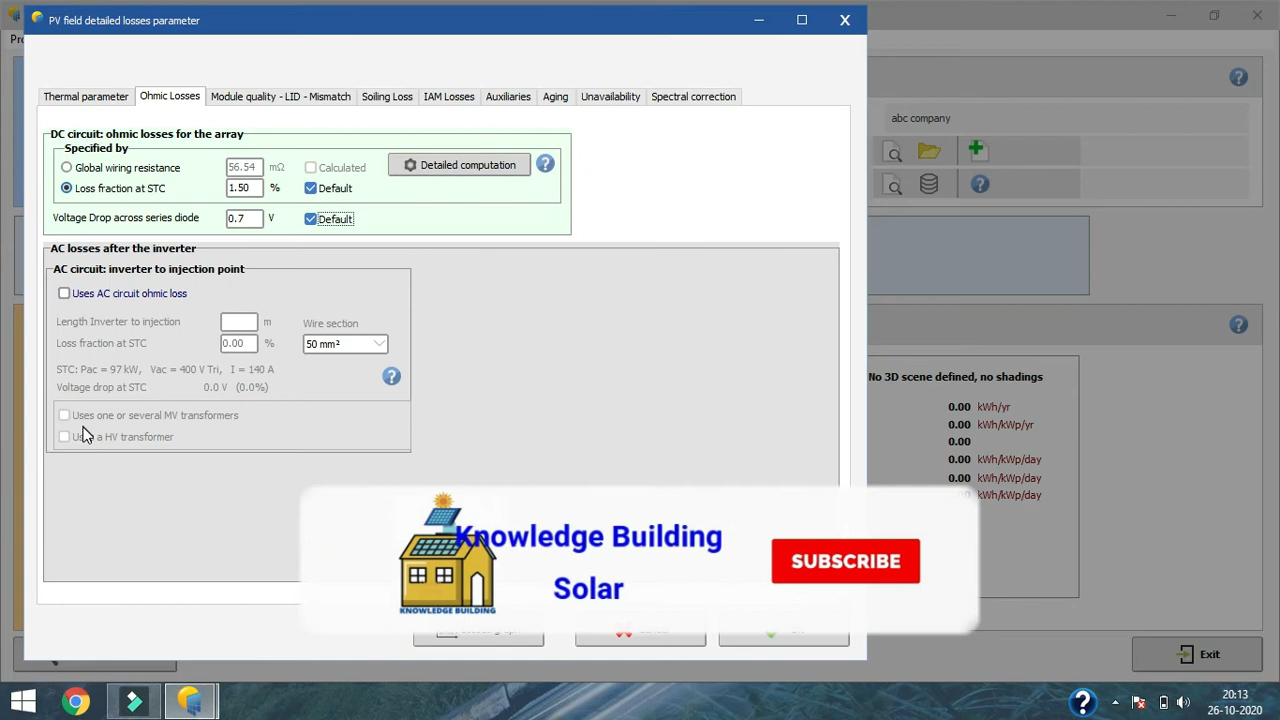 PV field detailed losses parameter
Thermal parameter
Ohmic Losses
Module quality - LID - Mismatch
Soiling Loss
IAM Losses
Auxiliaries
Aging
Unavailability
Spectral correction
DC circuit: ohmic losses for the array
Specified by
Global wiring resistance 56.54 mΩ Calculated
Detailed computation ?
Loss fraction at STC 1.50 % Default
Voltage Drop across series diode 0.7 V Default
AC losses after the inverter
AC circuit: inverter to injection point
Uses AC circuit ohmic loss
Length Inverter to injection m Wire section
Loss fraction at STC 0.00 % 50 mm²
STC: Pac = 97 kW, Vac = 400 V Tri, I = 140 A
?
Voltage drop at STC 0.0 V (0.0%)
Uses one or several MV transformers
a HV transformer
abc company
?
?
?
No 3D scene defined, no shadings
0.00 kWh/yr
0.00 kWh/kWp/yr
0.00
0.00 kWh/kWp/day
0.00 kWh/kWp/day
0.00 kWh/kWp/day
Knowledge Building
Solar
KNOWLEDGE BUILDING
SUBSCRIBE
Exit
?
20:13
26-10-2020